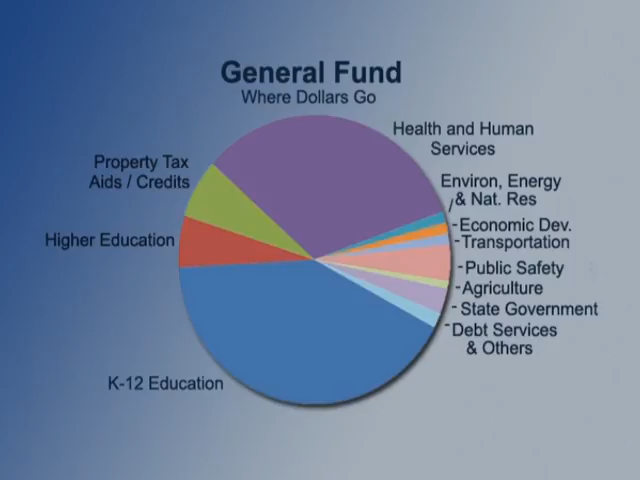 General Fund
Where Dollars Go
Health and Human
Services
Property Tax
Aids / Credits
Environ, Energy
& Nat. Res
Economic Dev.
Higher Education
Transportation
Public Safety
Agriculture
State Government
Debt Services
& Others
K-12 Education